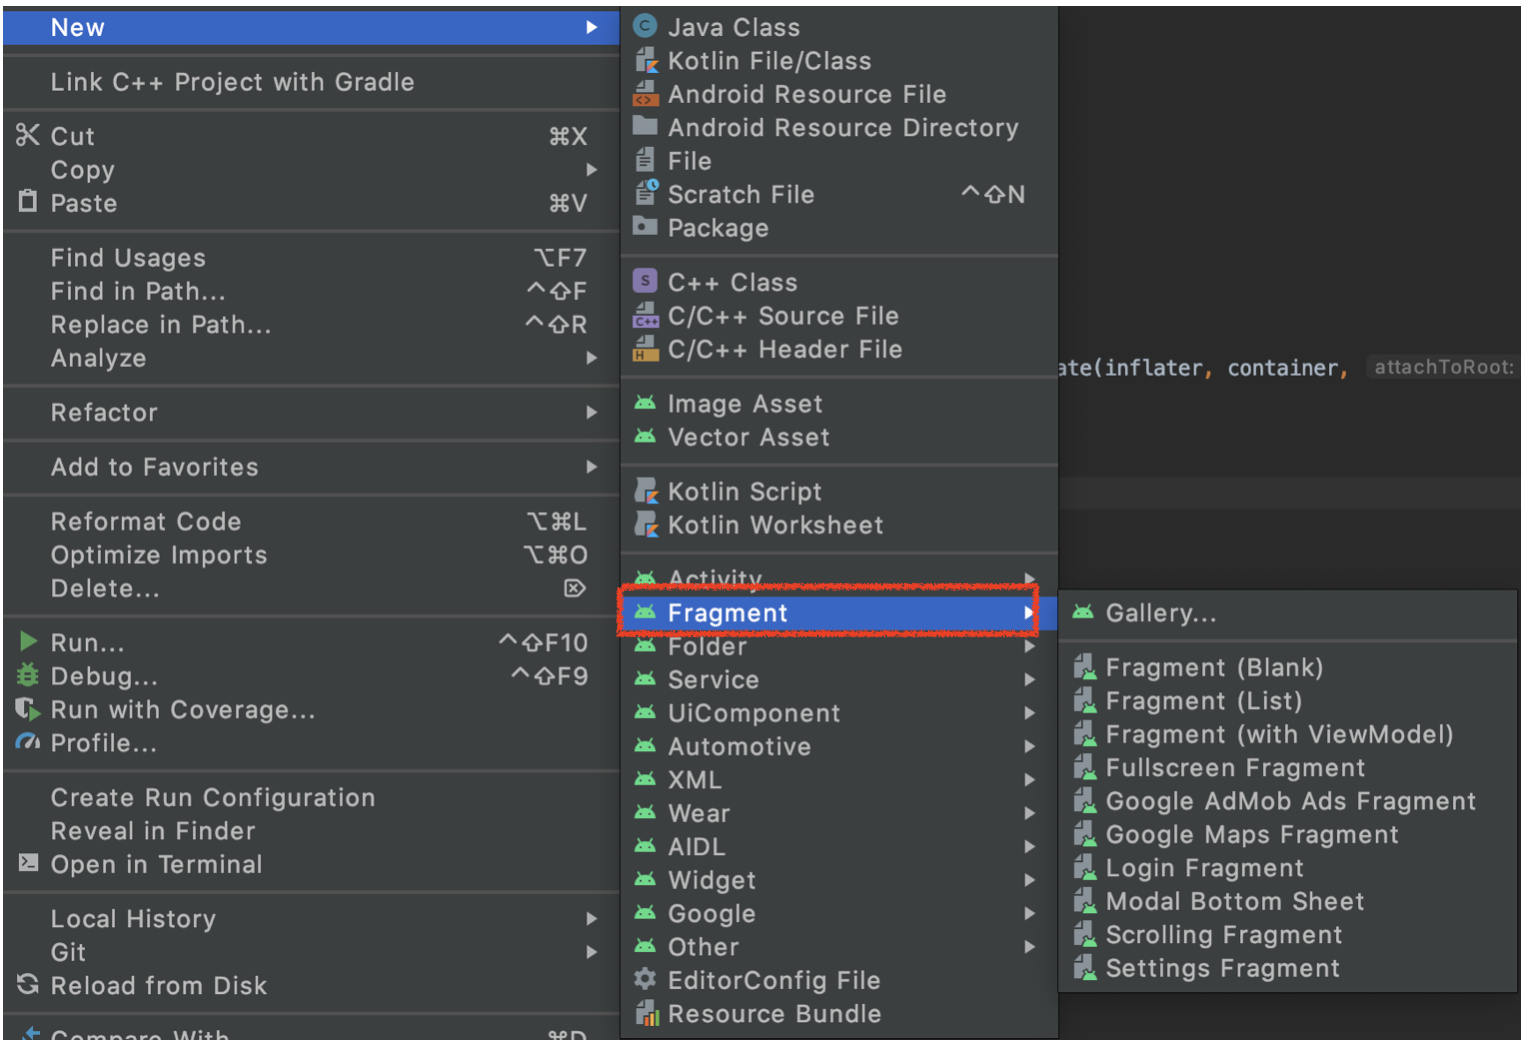 New
Link C++ Project with Gradle
Cut ⌘X
Copy
Paste ⌘V
Find Usages ⌥F7
Find in Path... ^⇧F
Replace in Path... ^⇧R
Analyze
Refactor
Add to Favorites
Reformat Code ⌥⌘L
Optimize Imports ⌥⌘O
Delete... ⌦
Run... ^⇧F10
Debug... ^⇧F9
Run with Coverage...
Profile...
Create Run Configuration
Reveal in Finder
Open in Terminal
Local History
Git
Reload from Disk
Compare With ⌘D
Java Class
Kotlin File/Class
Android Resource File
Android Resource Directory
File
Scratch File ^⇧N
Package
C++ Class
C/C++ Source File
C/C++ Header File
Image Asset
Vector Asset
Kotlin Script
Kotlin Worksheet
Activity
Fragment
Folder
Service
UiComponent
Automotive
XML
Wear
AIDL
Widget
Google
Other
EditorConfig File
Resource Bundle
ate(inflater, container, attachToRoot:
Gallery...
Fragment (Blank)
Fragment (List)
Fragment (with ViewModel)
Fullscreen Fragment
Google AdMob Ads Fragment
Google Maps Fragment
Login Fragment
Modal Bottom Sheet
Scrolling Fragment
Settings Fragment